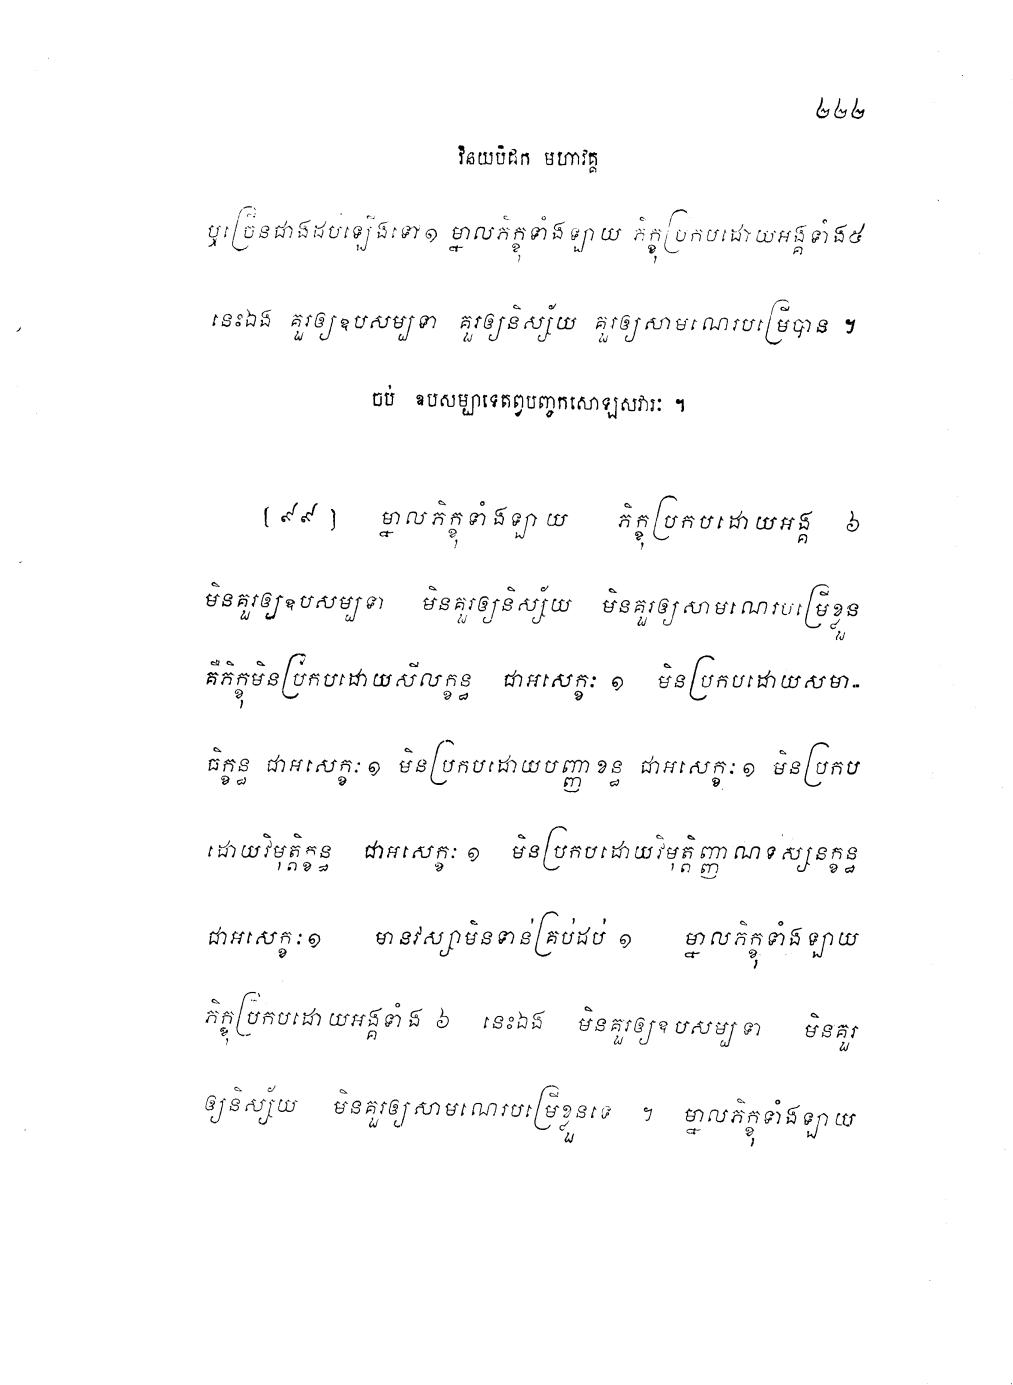 ២២២
វិនយបិដក មហាវគ្គ
ឬច្រើនជាងដប់ឡើងទៅ ១ ម្នាលភិក្ខុទាំងឡាយ ភិក្ខុប្រកបដោយអង្គទាំង៥
នេះឯង គួរឲ្យឧបសម្បទា គួរឲ្យនិស្ស័យ គួរឲ្យសាមណេរបម្រើបាន ។
ចប់ ឧបសម្បាទេតព្វបញ្ចកសោឡសវារៈ ។
(៩៩) ម្នាលភិក្ខុទាំងឡាយ ភិក្ខុប្រកបដោយអង្គ ៦
មិនគួរឲ្យឧបសម្បទា មិនគួរឲ្យនិស្ស័យ មិនគួរឲ្យសាមណេរបម្រើខ្លួន
គឺភិក្ខុមិនប្រកបដោយសីលក្ខន្ធ ជាអសេក្ខៈ ១ មិនប្រកបដោយសមា-
ធិក្ខន្ធ ជាអសេក្ខៈ ១ មិនប្រកបដោយបញ្ញាខន្ធ ជាអសេក្ខៈ ១ មិនប្រកប
ដោយវិមុត្តិក្ខន្ធ ជាអសេក្ខៈ ១ មិនប្រកបដោយវិមុត្តិញ្ញាណទស្សនក្ខន្ធ
ជាអសេក្ខៈ ១ មានវស្សាមិនទាន់គ្រប់ដប់ ១ ម្នាលភិក្ខុទាំងឡាយ
ភិក្ខុប្រកបដោយអង្គទាំង ៦ នេះឯង មិនគួរឲ្យឧបសម្បទា មិនគួរ
ឲ្យនិស្ស័យ មិនគួរឲ្យសាមណេរបម្រើខ្លួនទេ ។ ម្នាលភិក្ខុទាំងឡាយ